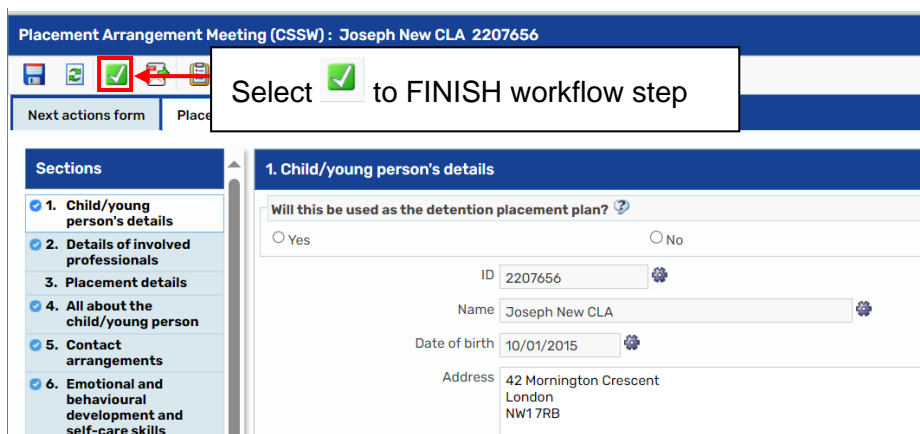 Placement Arrangement Meeting (CSSW) : Joseph New CLA 2207656
Select to FINISH workflow step
Next actions form
Sections
1. Child/young
person's details
2. Details of involved
professionals
3. Placement details
4. All about the
child/young person
5. Contact
arrangements
6. Emotional and
behavioural
development and
self-care skills
1. Child/young person's details
Will this be used as the detention placement plan?
Yes
No
ID 2207656
Name Joseph New CLA
Date of birth 10/01/2015
Address 42 Mornington Crescent
London
NW1 7RB